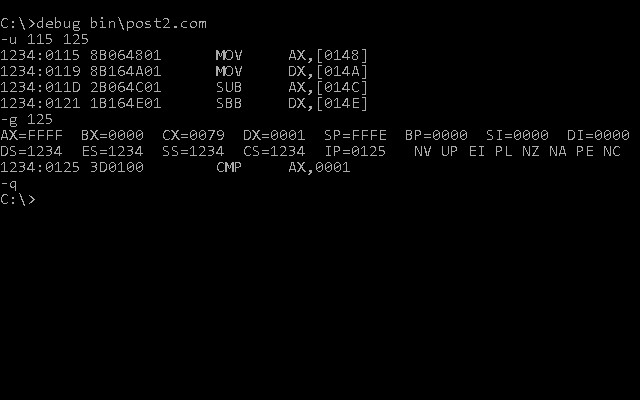 C:\>debug bin\post2.com
-u 115 125
1234:0115 8B064801      MOV     AX,[0148]
1234:0119 8B164A01      MOV     DX,[014A]
1234:011D 2B064C01      SUB     AX,[014C]
1234:0121 1B164E01      SBB     DX,[014E]
-g 125
AX=FFFF  BX=0000  CX=0079  DX=0001  SP=FFFE  BP=0000  SI=0000  DI=0000
DS=1234  ES=1234  SS=1234  CS=1234  IP=0125   NV UP EI PL NZ NA PE NC
1234:0125 3D0100        CMP     AX,0001
-q
C:\>